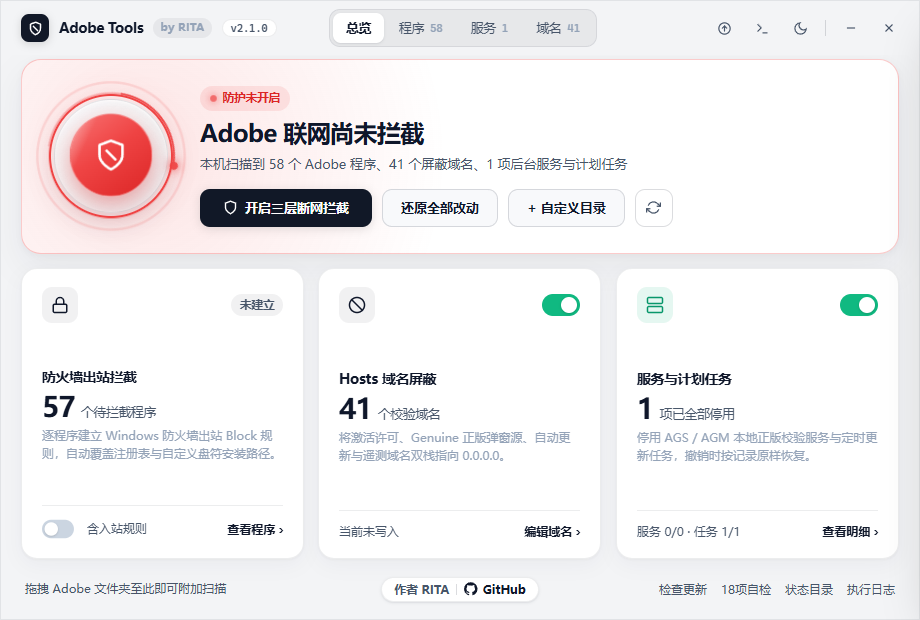 Adobe Tools by RITA v2.1.0 总览 程序 58 服务 1 域名 41
防护未开启
Adobe 联网尚未拦截
本机扫描到 58 个 Adobe 程序、41 个屏蔽域名、1 项后台服务与计划任务
开启三层断网拦截 还原全部改动 + 自定义目录
未建立
防火墙出站拦截
57 个待拦截程序
逐程序建立 Windows 防火墙出站 Block 规
则，自动覆盖注册表与自定义盘符安装路径。
含入站规则 查看程序 ›
Hosts 域名屏蔽
41 个校验域名
将激活许可、Genuine 正版弹窗源、自动更
新与遥测域名双栈指向 0.0.0.0。
当前未写入 编辑域名 ›
服务与计划任务
1 项已全部停用
停用 AGS / AGM 本地正版校验服务与定时更
新任务，撤销时按记录原样恢复。
服务 0/0 · 任务 1/1 查看明细 ›
拖拽 Adobe 文件夹至此即可附加扫描 作者 RITA GitHub 检查更新 18项自检 状态目录 执行日志